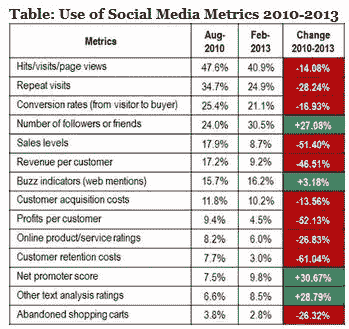 Table: Use of Social Media Metrics 2010-2013
Metrics Aug-2010 Feb-2013 Change 2010-2013
Hits/visits/page views 47.6% 40.9% -14.08%
Repeat visits 34.7% 24.9% -28.24%
Conversion rates (from visitor to buyer) 25.4% 21.1% -16.93%
Number of followers or friends 24.0% 30.5% +27.08%
Sales levels 17.9% 8.7% -51.40%
Revenue per customer 17.2% 9.2% -46.51%
Buzz indicators (web mentions) 15.7% 16.2% +3.18%
Customer acquisition costs 11.8% 10.2% -13.56%
Profits per customer 9.4% 4.5% -52.13%
Online product/service ratings 8.2% 6.0% -26.83%
Customer retention costs 7.7% 3.0% -61.04%
Net promoter score 7.5% 9.8% +30.67%
Other text analysis ratings 6.6% 8.5% +28.79%
Abandoned shopping carts 3.8% 2.8% -26.32%